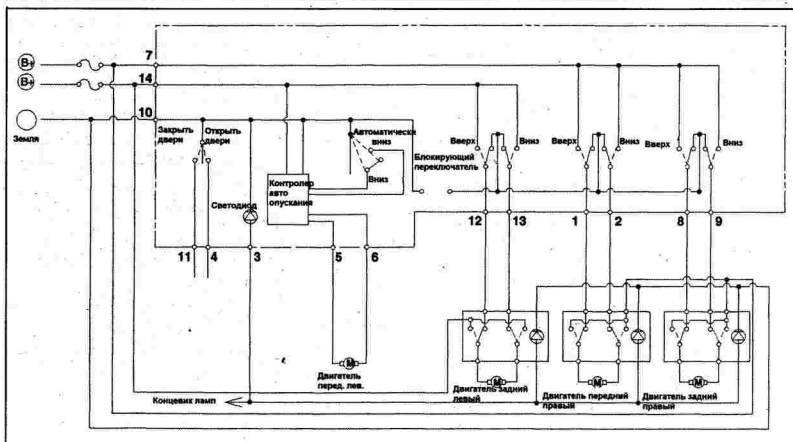 B+
7
B+
14
10
Земля
Закрыть
двери
Открыть
двери
Автоматически
вниз
Вниз
Блокирующий
переключатель
Вверх
Вниз
Вверх
Вниз
Вверх
Вниз
Светодиод
Контролер
авто
опускания
12
13
1
2
8
9
11
4
3
5
6
M
Двигатель
перед. лев.
M
Двигатель задний
левый
M
Двигатель передний
правый
M
Двигатель задний
правый
Концевик ламп